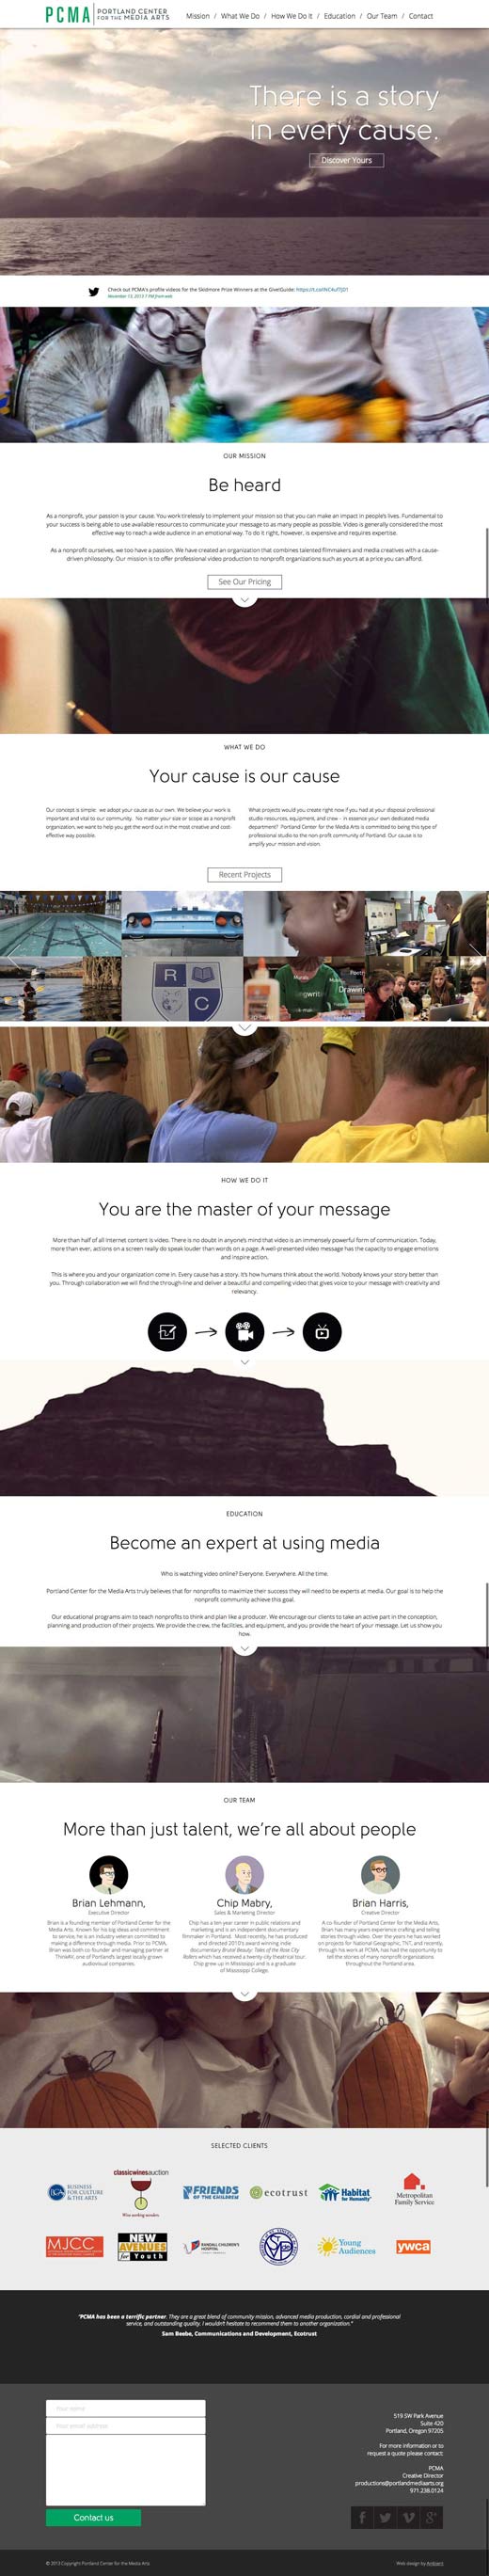 PCMA
PORTLAND CENTER
FOR THE MEDIA ARTS
Mission / What We Do / How We Do It / Education / Our Team / Contact
There is a story
in every cause.
Discover Yours
Check out PCMA's profile videos for the Skidmore Prize Winners at the GiveGuide:
OUR MISSION
Be heard
As a nonprofit, your passion is your cause. You work tirelessly to implement your mission so that you can make an impact in people's lives. Fundamental to
your success is being able to use available resources to communicate your message to as many people as possible. Video is generally considered the most
effective way to reach a wide audience in an emotional way. To do it right, however, is expensive and requires expertise.
As a nonprofit ourselves, we too have a passion. We have created an organization that combines talented filmmakers and media creatives with a cause-
driven philosophy. Our mission is to offer professional video production to nonprofit organizations such as yours at a price you can afford.
See Our Pricing
WHAT WE DO
Your cause is our cause
Our concept is simple: we adopt your cause as our own. We believe your work is
important and vital to our community. No matter your size or scope as a nonprofit
organization, we want to help you get the word out in the most creative and cost-
effective way possible.
What projects would you create right now if you had at your disposal professional
studio resources, equipment, and crew - in essence your own dedicated media
department? Portland Center for the Media Arts is committed to being this type of
professional studio to the non-profit community of Portland. Our cause is to
amplify your mission and vision.
Recent Projects
R
C
Drawing
HOW WE DO IT
You are the master of your message
More than half of all internet content is video. There is no doubt in anyone's mind that video is an immensely powerful form of communication. Today,
more than ever, actions on a screen really do speak louder than words on a page. A well-presented video message has the capacity to engage emotions
and inspire action.
This is where you and your organization come in. Every cause has a story. It's how humans think about the world. Nobody knows your story better than
you. Through collaboration we will find the through-line and deliver a beautiful and compelling video that gives voice to your message with creativity and
relevancy.
EDUCATION
Become an expert at using media
Who is watching video online? Everyone. Everywhere. All the time.
Portland Center for the Media Arts truly believes that for nonprofits to maximize their success they will need to be experts at media. Our goal is to help the
nonprofit community achieve this goal.
Our educational programs aim to teach nonprofits to think and plan like a producer. We encourage our clients to take an active part in the conception,
planning and production of their projects. We provide the crew, the facilities, and equipment, and you provide the heart of your message. Let us show you
how.
OUR TEAM
More than just talent, we're all about people
Brian Lehmann,
Executive Director
Brian is a founding member of Portland Center for the
Media Arts. Known for his big ideas and commitment
to service, he is an industry veteran committed to
making a difference through media. Prior to PCMA,
Brian was both co founder and managing partner at
ThinkAV, one of Portland's largest locally grown
audiovisual companies.
Chip Mabry,
Sales & Marketing Director
Chip has a ten year career in public relations and
marketing and is an independent documentary
filmmaker in Portland. Most recently, he has produced
and directed 2010's award winning indie
documentary Brutal Beauty: Tales of the Rose City
Rollers which has received a twenty-city theatrical tour.
Chip grew up in Mississippi and is a graduate
of Mississippi College.
Brian Harris,
Creative Director
A co-founder of Portland Center for the Media Arts,
Brian has many years experience crafting and telling
stories through video. Over the years he has worked
on projects for National Geographic, TNT, and recently,
through his work at PCMA, has had the opportunity to
tell the stories of many nonprofit organizations
throughout the Portland area.
SELECTED CLIENTS
BCA
BUSINESS
FOR CULTURE
& THE ARTS
classicwinesauction
Wine working wonders.
FRIENDS
OF THE CHILDREN
ecotrust
Habitat
for Humanity
Metropolitan
Family Service
MJCC
NEW
AVENUES
for Youth
RANDALL CHILDREN'S
HOSPITAL
Young
Audiences
ywca
"PCMA has been a terrific partner. They are a great blend of community mission, advanced media production, cordial and professional
service, and outstanding quality. I wouldn't hesitate to recommend them to another organization."
Sam Beebe, Communications and Development, Ecotrust
Your name
Your email address
Contact us
519 SW Park Avenue
Suite 420
Portland, Oregon 97205
For more information or to
request a quote please contact:
PCMA
Creative Director
productions@portlandmediaarts.org
971.238.0124
© 2013 Copyright Portland Center for the Media Arts
Web design by Ambient